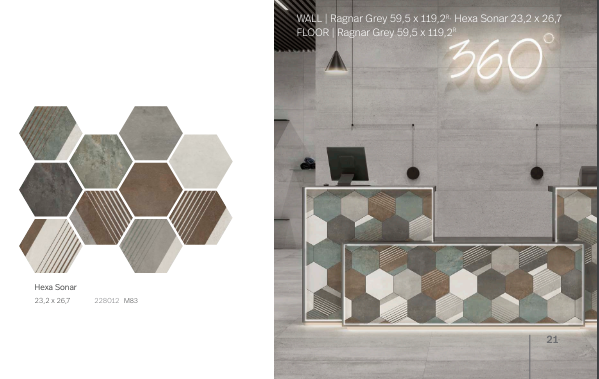 WALL | Ragnar Grey 59,5 x 119,2ᴿ· Hexa Sonar 23,2 x 26,7
FLOOR | Ragnar Grey 59,5 x 119,2ᴿ
360°
Hexa Sonar
23,2 x 26,7 228012 M83
21